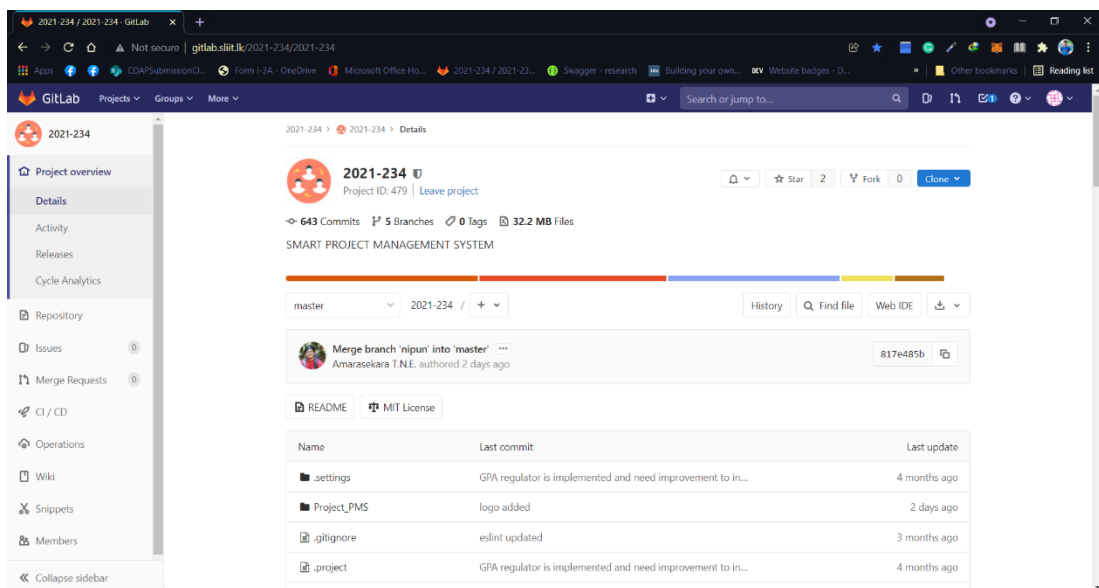 2021-234 / 2021-234 · GitLab
Not secure | gitlab.sliit.lk/2021-234/2021-234
Apps CDAPSubmissionCl... Form I-3A - OneDrive Microsoft Office Ho... 2021-234 / 2021-23... Swagger - research Building your own... DEV Website badges - D... » Other bookmarks Reading list
GitLab Projects Groups More Search or jump to... 1
2021-234
2021-234 > 2021-234 > Details
Project overview
Details
Activity
Releases
Cycle Analytics
Repository
Issues 0
Merge Requests 0
CI / CD
Operations
Wiki
Snippets
Members
Collapse sidebar
2021-234
Project ID: 479 | Leave project
Star 2 Fork 0 Clone
643 Commits 5 Branches 0 Tags 32.2 MB Files
SMART PROJECT MANAGEMENT SYSTEM
master 2021-234 / + History Find file Web IDE
Merge branch 'nipun' into 'master' ...
Amarasekara T.N.E. authored 2 days ago
817e485b
README MIT License
Name Last commit Last update
.settings GPA regulator is implemented and need improvement to in... 4 months ago
Project_PMS logo added 2 days ago
.gitignore eslint updated 3 months ago
.project GPA regulator is implemented and need improvement to in... 4 months ago